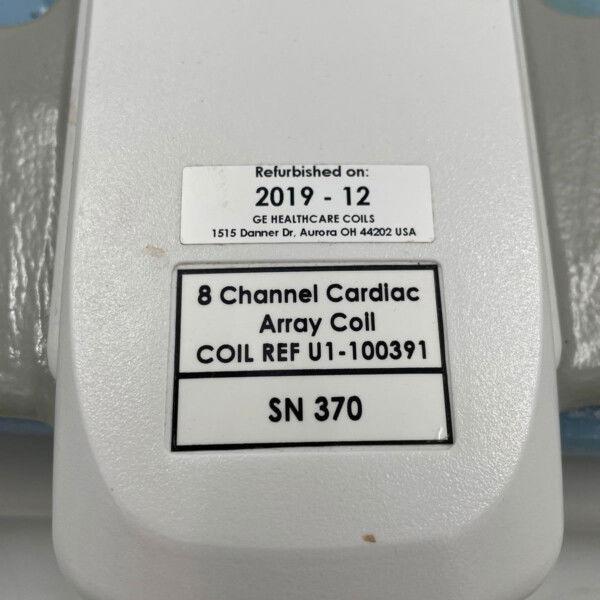 Refurbished on:
2019 - 12
GE HEALTHCARE COILS
1515 Danner Dr, Aurora OH 44202 USA
8 Channel Cardiac
Array Coil
COIL REF U1-100391
SN 370